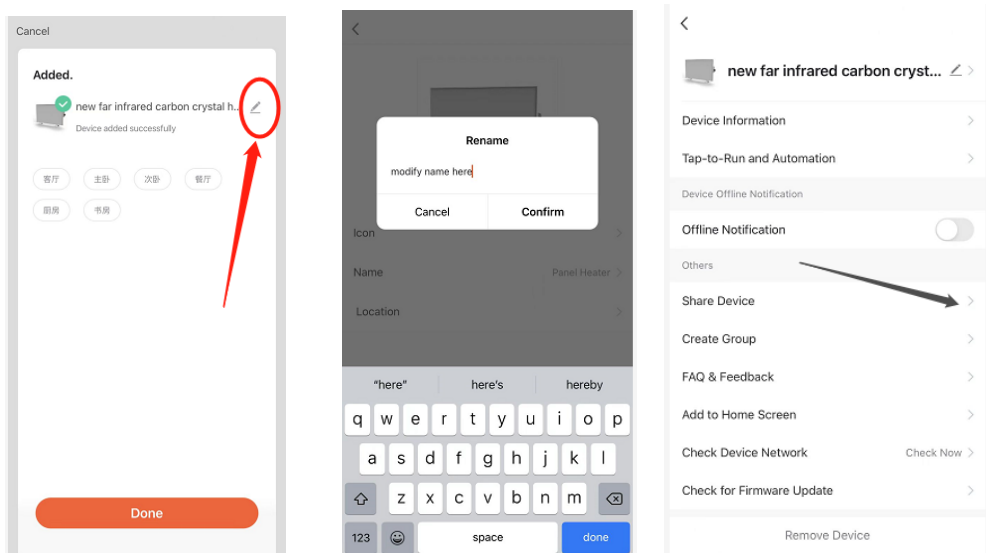 Cancel
Added.
new far infrared carbon crystal h...
Device added successfully
客厅 主卧 次卧 餐厅
厨房 书房
Done
Rename
modify name here
Cancel Confirm
Icon
Name Panel Heater
Location
"here" here's hereby
q w e r t y u i o p
a s d f g h j k l
z x c v b n m
123 space done
new far infrared carbon cryst...
Device Information
Tap-to-Run and Automation
Device Offline Notification
Offline Notification
Others
Share Device
Create Group
FAQ & Feedback
Add to Home Screen
Check Device Network Check Now
Check for Firmware Update
Remove Device